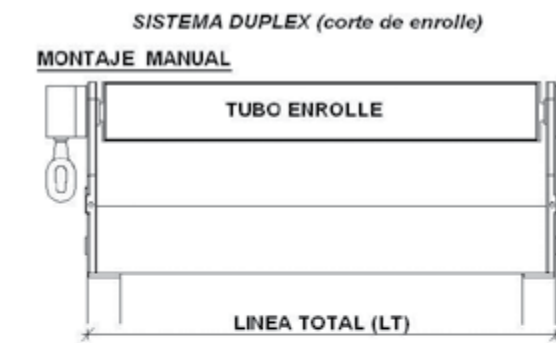 SISTEMA DUPLEX (corte de enrolle)
MONTAJE MANUAL
TUBO ENROLLE
LINEA TOTAL (LT)